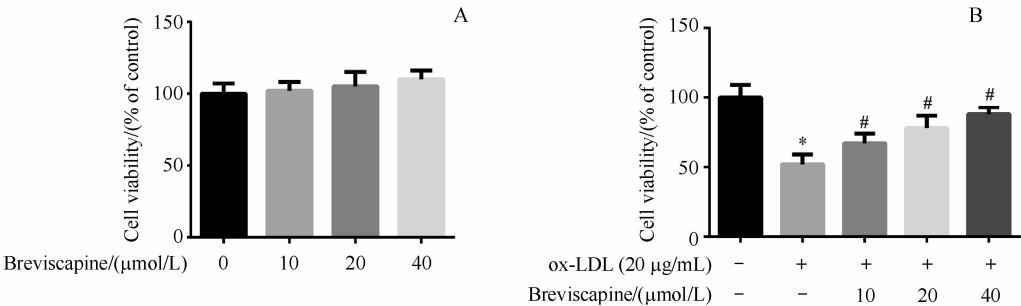 A
Cell viability/(% of control)
150
100
50
0
Breviscapine/(μmol/L) 0 10 20 40
B
Cell viability/(% of control)
150
100
50
0
* # # #
ox-LDL (20 μg/mL) − + + + +
Breviscapine/(μmol/L) − − 10 20 40